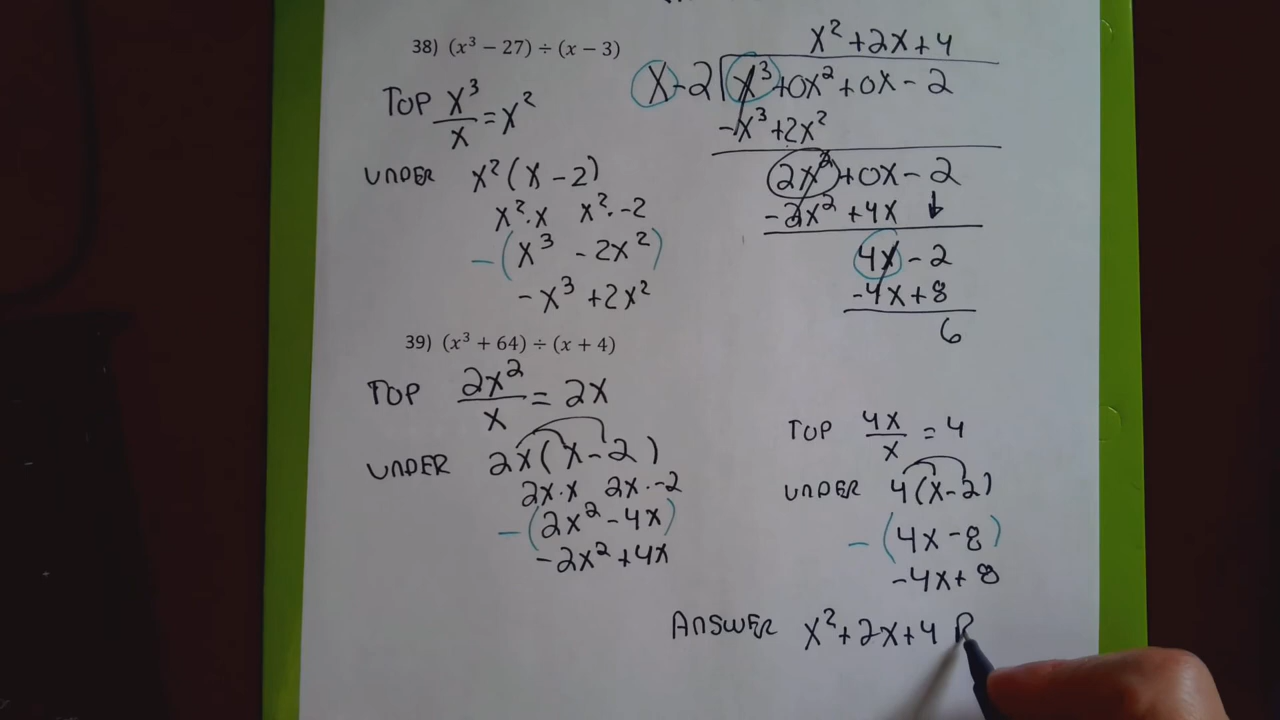 38) (x³ − 27) ÷ (x − 3)
x² + 2x + 4
x - 2 x³ + 0x² + 0x - 2
TOP x³/x = x²
-x³ + 2x²
UNDER x² (x - 2)
2x² + 0x - 2
x² · x x² · -2
-2x² + 4x ↓
-(x³ - 2x²)
4x - 2
-x³ + 2x²
-4x + 8
6
39) (x³ + 64) ÷ (x + 4)
TOP 2x²/x = 2x
UNDER 2x(x - 2)
2x · x 2x · -2
-(2x² - 4x)
-2x² + 4x
TOP 4x/x = 4
UNDER 4(x - 2)
-(4x - 8)
-4x + 8
ANSWER x² + 2x + 4 R